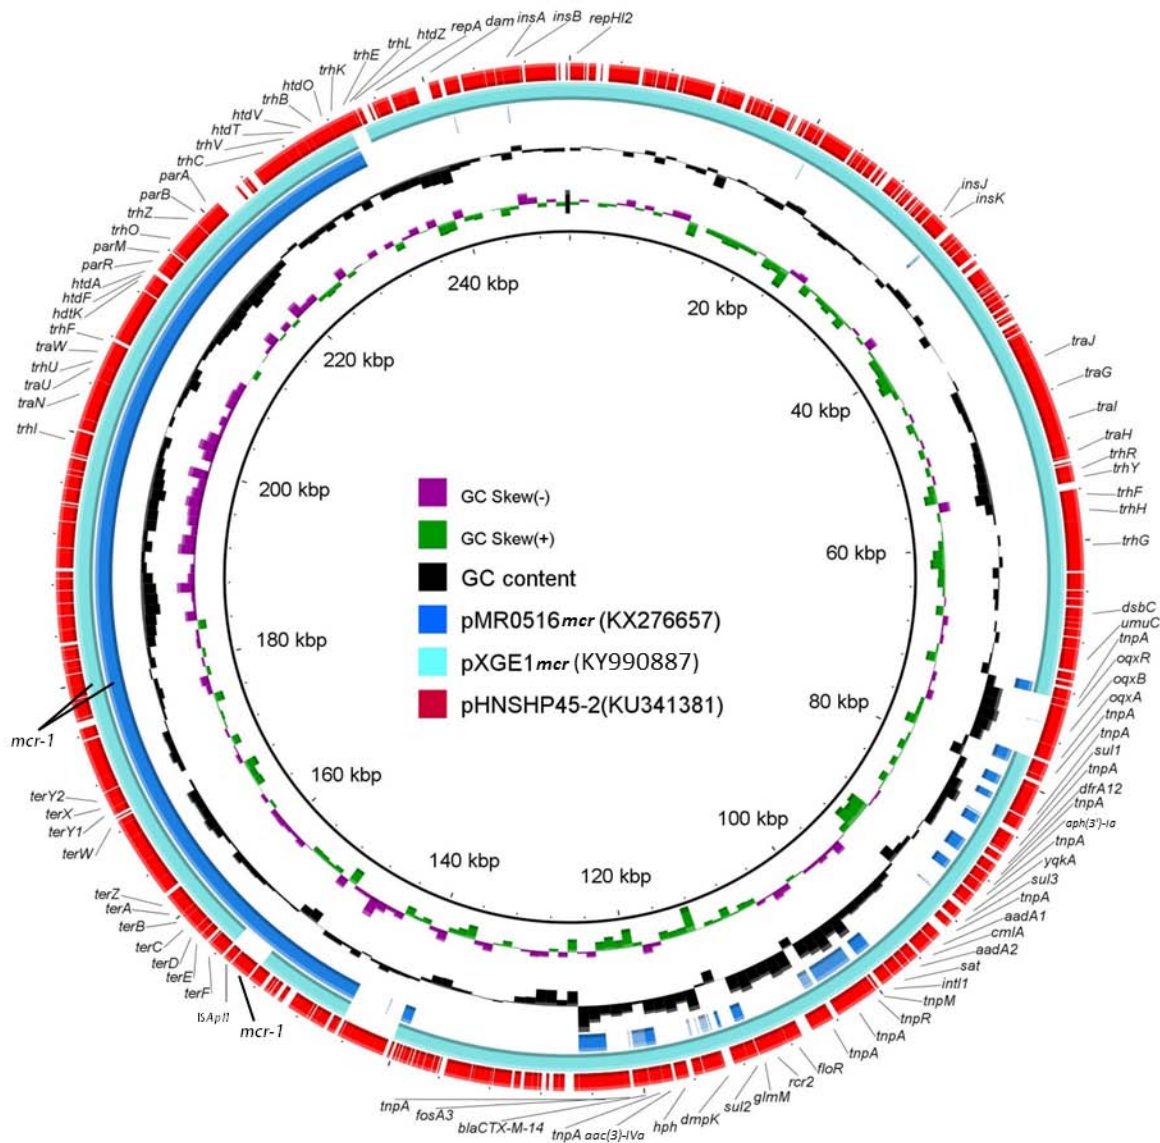 repHI2
insB
insA
dam
repA
htdZ
trhL
trhE
trhK
htdO
trhB
htdV
htdT
trhV
trhC
parA
parB
trhZ
trhO
parM
parR
htdA
htdF
hdtK
trhF
traW
trhU
traU
traN
trhI
mcr-1
terY2
terX
terY1
terW
terZ
terA
terB
terC
terD
terE
terF
ISApl1
mcr-1
tnpA
fosA3
blaCTX-M-14
tnpA
aac(3)-IVa
hph
dmpK
sul2
glmM
rcr2
floR
tnpA
tnpA
tnpR
tnpM
intl1
sat
aadA2
cmlA
aadA1
tnpA
sul3
yqkA
tnpA
aph(3')-Ia
tnpA
dfrA12
tnpA
sul1
tnpA
tnpA
oqxA
oqxB
oqxR
tnpA
umuC
dsbC
trhG
trhH
trhF
trhY
trhR
traH
traI
traG
traJ
insK
insJ
20 kbp
40 kbp
60 kbp
80 kbp
100 kbp
120 kbp
140 kbp
160 kbp
180 kbp
200 kbp
220 kbp
240 kbp
GC Skew(-)
GC Skew(+)
GC content
pMR0516mcr (KX276657)
pXGE1mcr (KY990887)
pHNSHP45-2(KU341381)